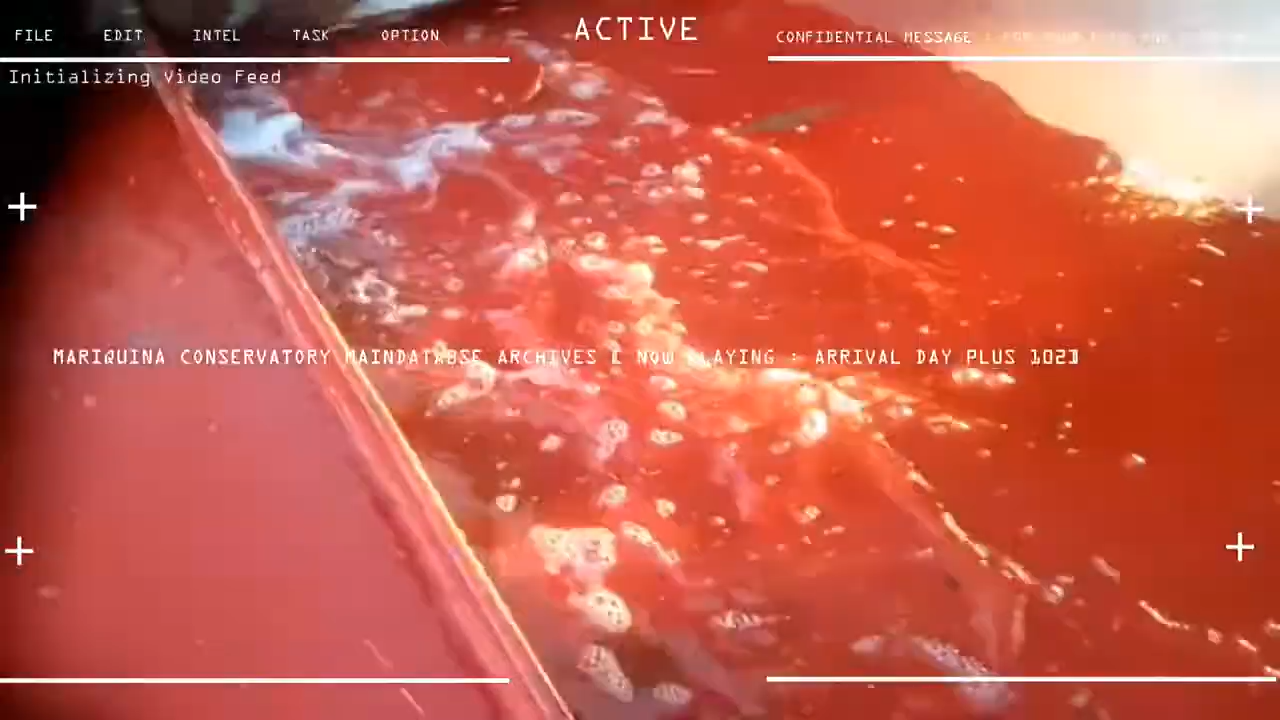 FILE EDIT INTEL TASK OPTION
ACTIVE
CONFIDENTIAL MESSAGE
Initializing Video Feed
MARIQUINA CONSERVATORY MAINDATABSE ARCHIVES [ NOW PLAYING : ARRIVAL DAY PLUS 102]